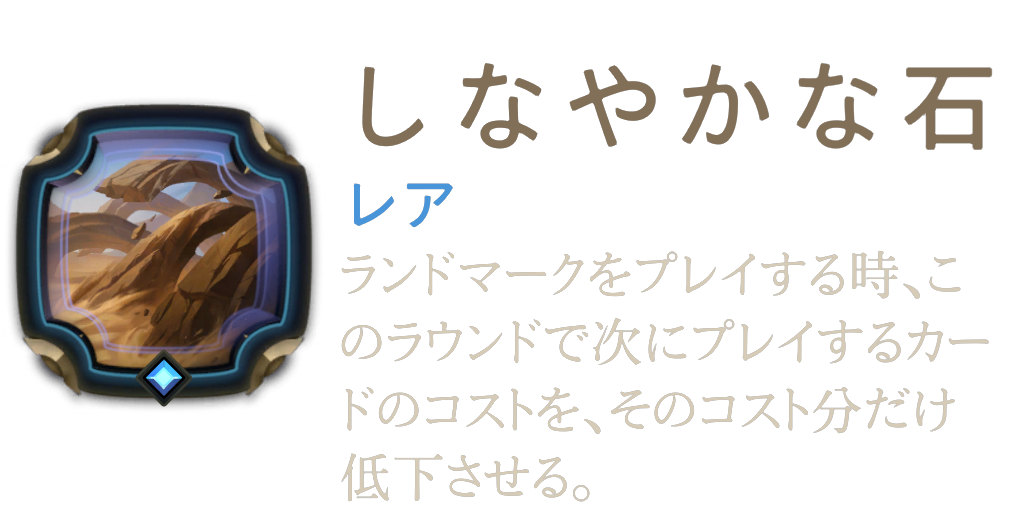 しなやかな石
レア
ランドマークをプレイする時、こ
のラウンドで次にプレイするカー
ドのコストを、そのコスト分だけ
低下させる。